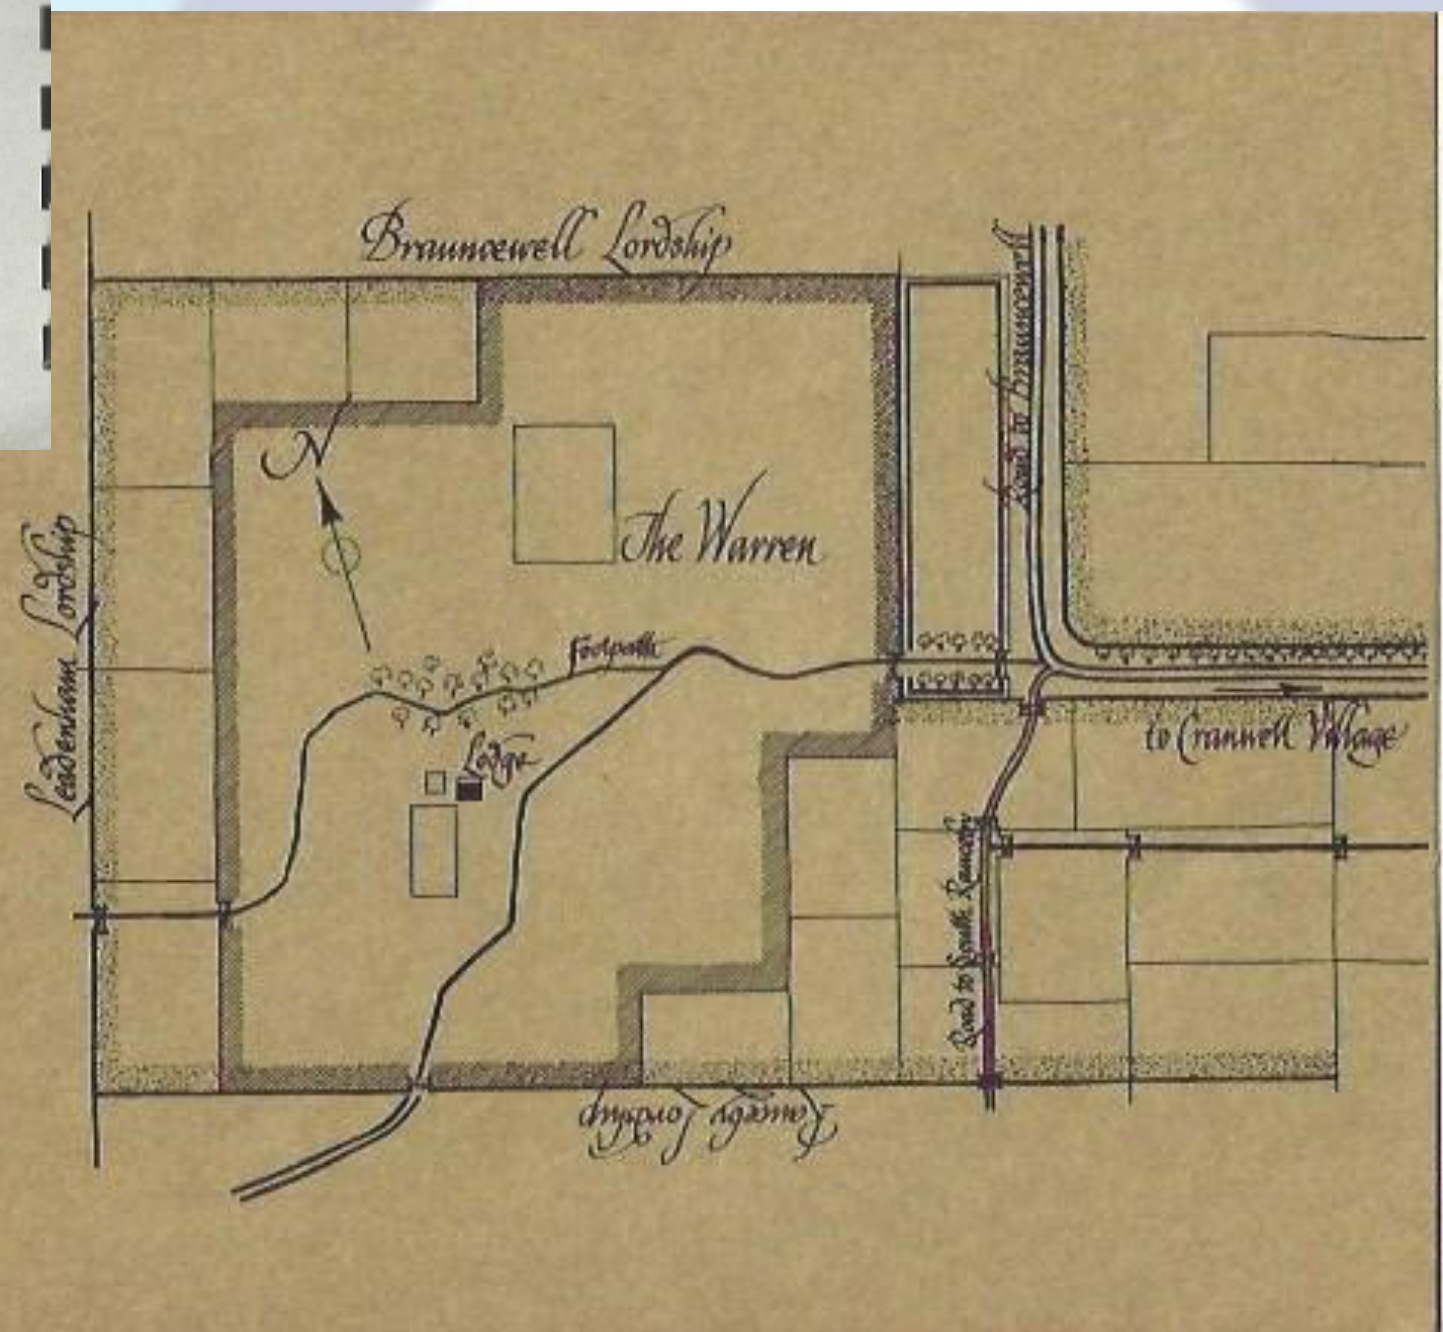 Brauncewell Lordship
Road to Brauncewell
N
The Warren
Leadenham Lordship
Footpath
Lodge
to Cranwell Village
Road to South Rauceby
Rauceby Lordship